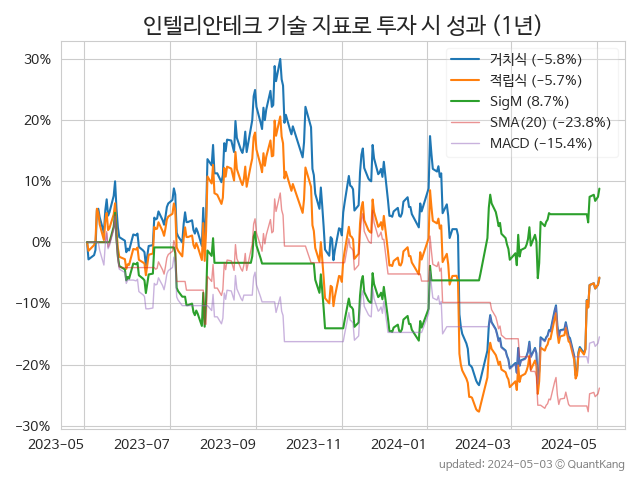 인텔리안테크 기술 지표로 투자 시 성과 (1년)
30%
20%
10%
0%
−10%
−20%
−30%
거치식 (−5.8%)
적립식 (−5.7%)
SigM (8.7%)
SMA(20) (−23.8%)
MACD (−15.4%)
2023-05 2023-07 2023-09 2023-11 2024-01 2024-03 2024-05
updated: 2024-05-03 ⓒ QuantKang